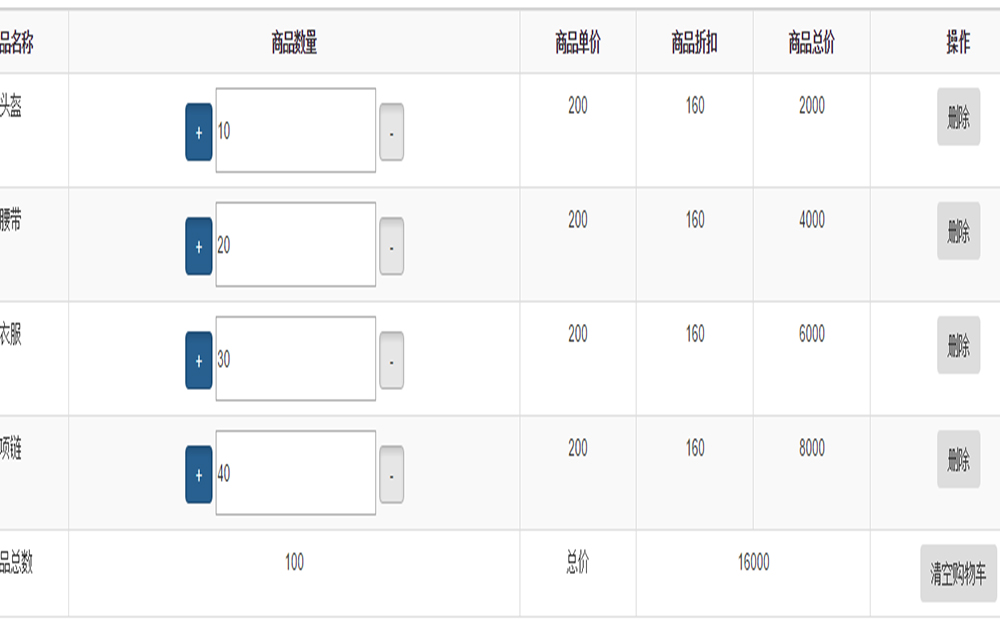 品名称 商品数量 商品单价 商品折扣 商品总价 操作
头盔 + 10 - 200 160 2000 删除
腰带 + 20 - 200 160 4000 删除
衣服 + 30 - 200 160 6000 删除
项链 + 40 - 200 160 8000 删除
品总数 100 总价 16000 清空购物车